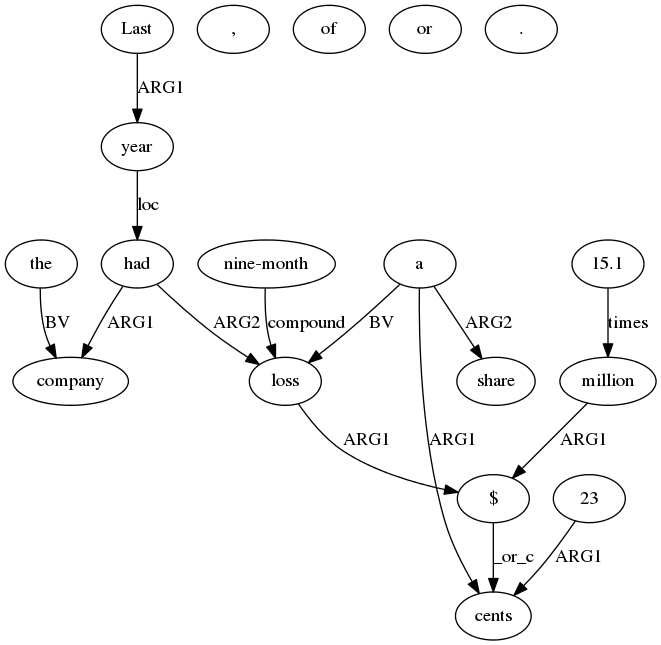 Last , of or .
ARG1
year
loc
the had nine-month a 15.1
BV ARG1 ARG2 compound BV ARG2 times
company loss share million
ARG1 ARG1 ARG1
$ 23
_or_c ARG1
cents